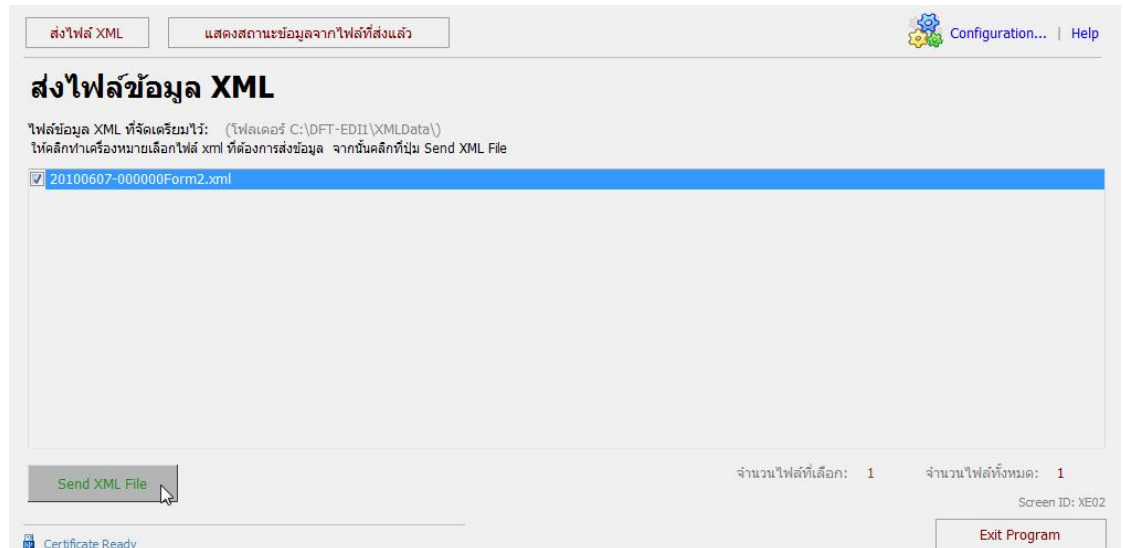 ส่งไฟล์ XML แสดงสถานะข้อมูลจากไฟล์ที่ส่งแล้ว Configuration... | Help
ส่งไฟล์ข้อมูล XML
ไฟล์ข้อมูล XML ที่จัดเตรียมไว้: (โฟลเดอร์ C:\DFT-EDI1\XMLData\)
ให้คลิกทำเครื่องหมายเลือกไฟล์ xml ที่ต้องการส่งข้อมูล จากนั้นคลิกที่ปุ่ม Send XML File
20100607-000000Form2.xml
Send XML File จำนวนไฟล์ที่เลือก: 1 จำนวนไฟล์ทั้งหมด: 1
Screen ID: XE02
Certificate Ready Exit Program